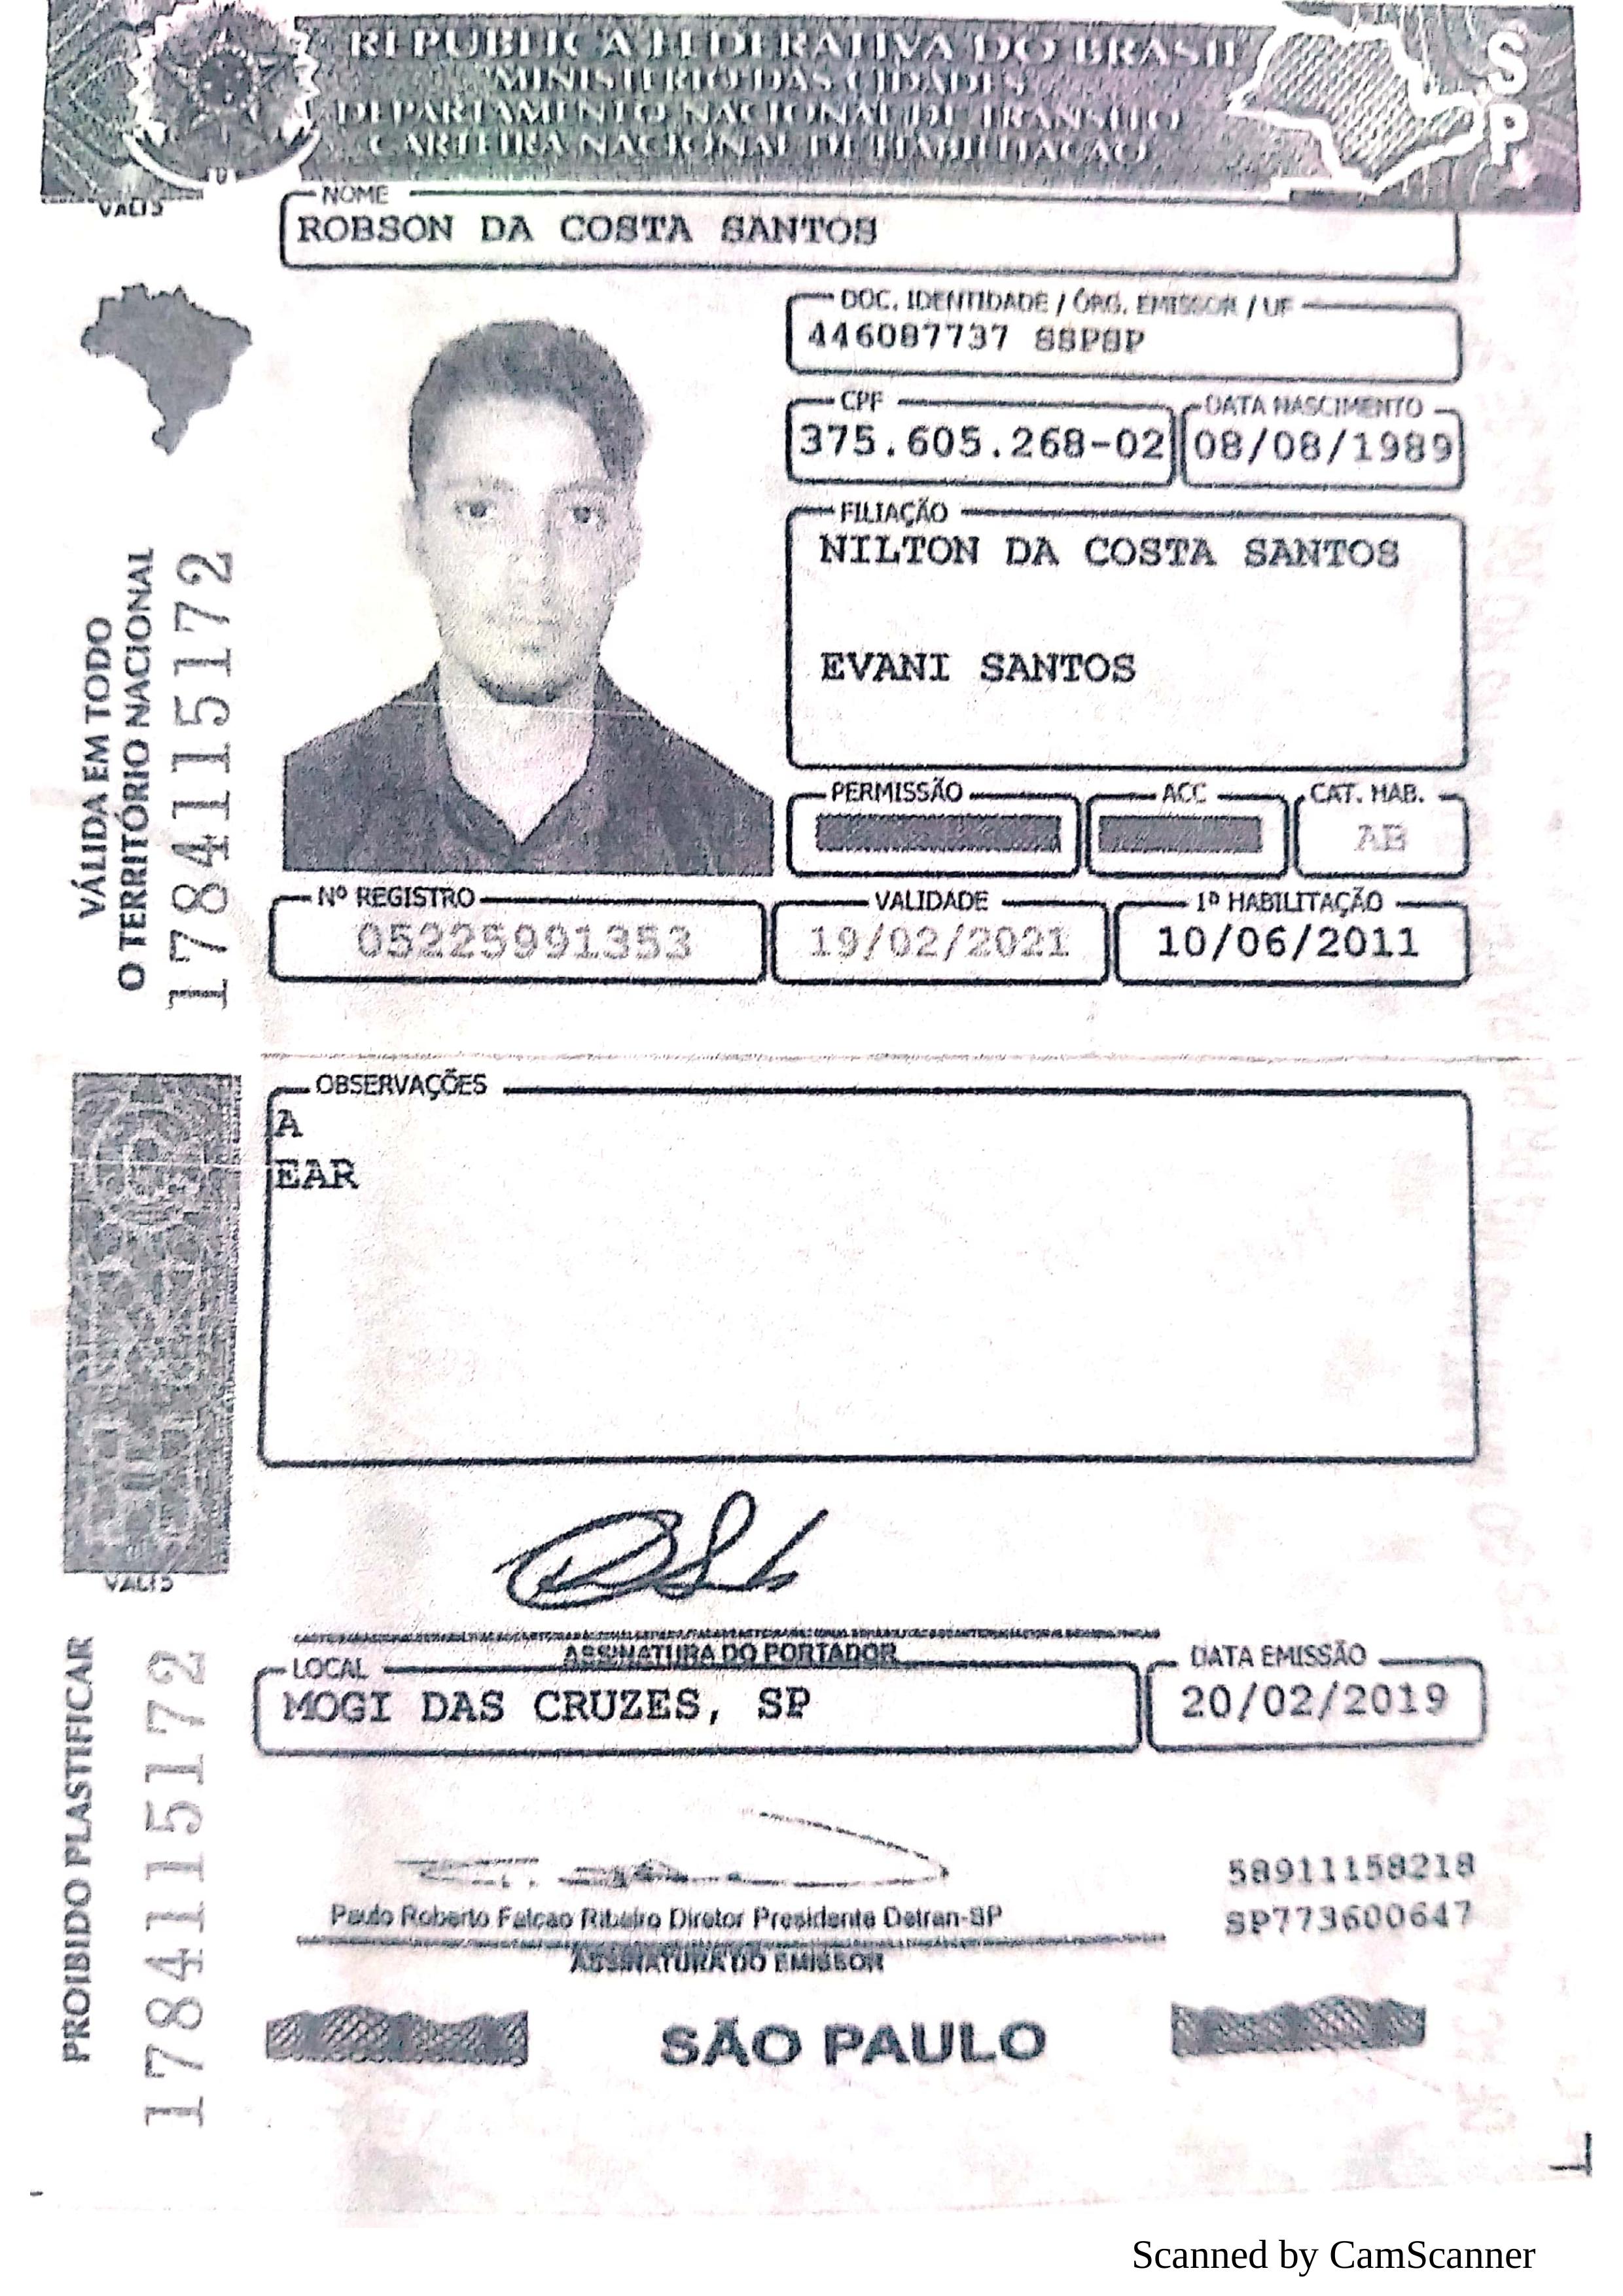 REPÚBLICA FEDERATIVA DO BRASIL
MINISTÉRIO DAS CIDADES
DEPARTAMENTO NACIONAL DE TRÂNSITO
CARTEIRA NACIONAL DE HABILITAÇÃO
SP
NOME
ROBSON DA COSTA SANTOS
DOC. IDENTIDADE / ÓRG. EMISSOR / UF
446087737 SSPSP
CPF
375.605.268-02
DATA NASCIMENTO
08/08/1989
FILIAÇÃO
NILTON DA COSTA SANTOS
EVANI SANTOS
PERMISSÃO
ACC
CAT. HAB.
AB
Nº REGISTRO
05225991353
VALIDADE
19/02/2021
1ª HABILITAÇÃO
10/06/2011
VÁLIDA EM TODO
O TERRITÓRIO NACIONAL
1784115172
OBSERVAÇÕES
A
EAR
ASSINATURA DO PORTADOR
LOCAL
MOGI DAS CRUZES, SP
DATA EMISSÃO
20/02/2019
PROIBIDO PLASTIFICAR
1784115172
58911158218
SP773600647
Paulo Roberto Falcao Ribeiro Diretor Presidente Detran-SP
ASSINATURA DO EMISSOR
SÃO PAULO
Scanned by CamScanner